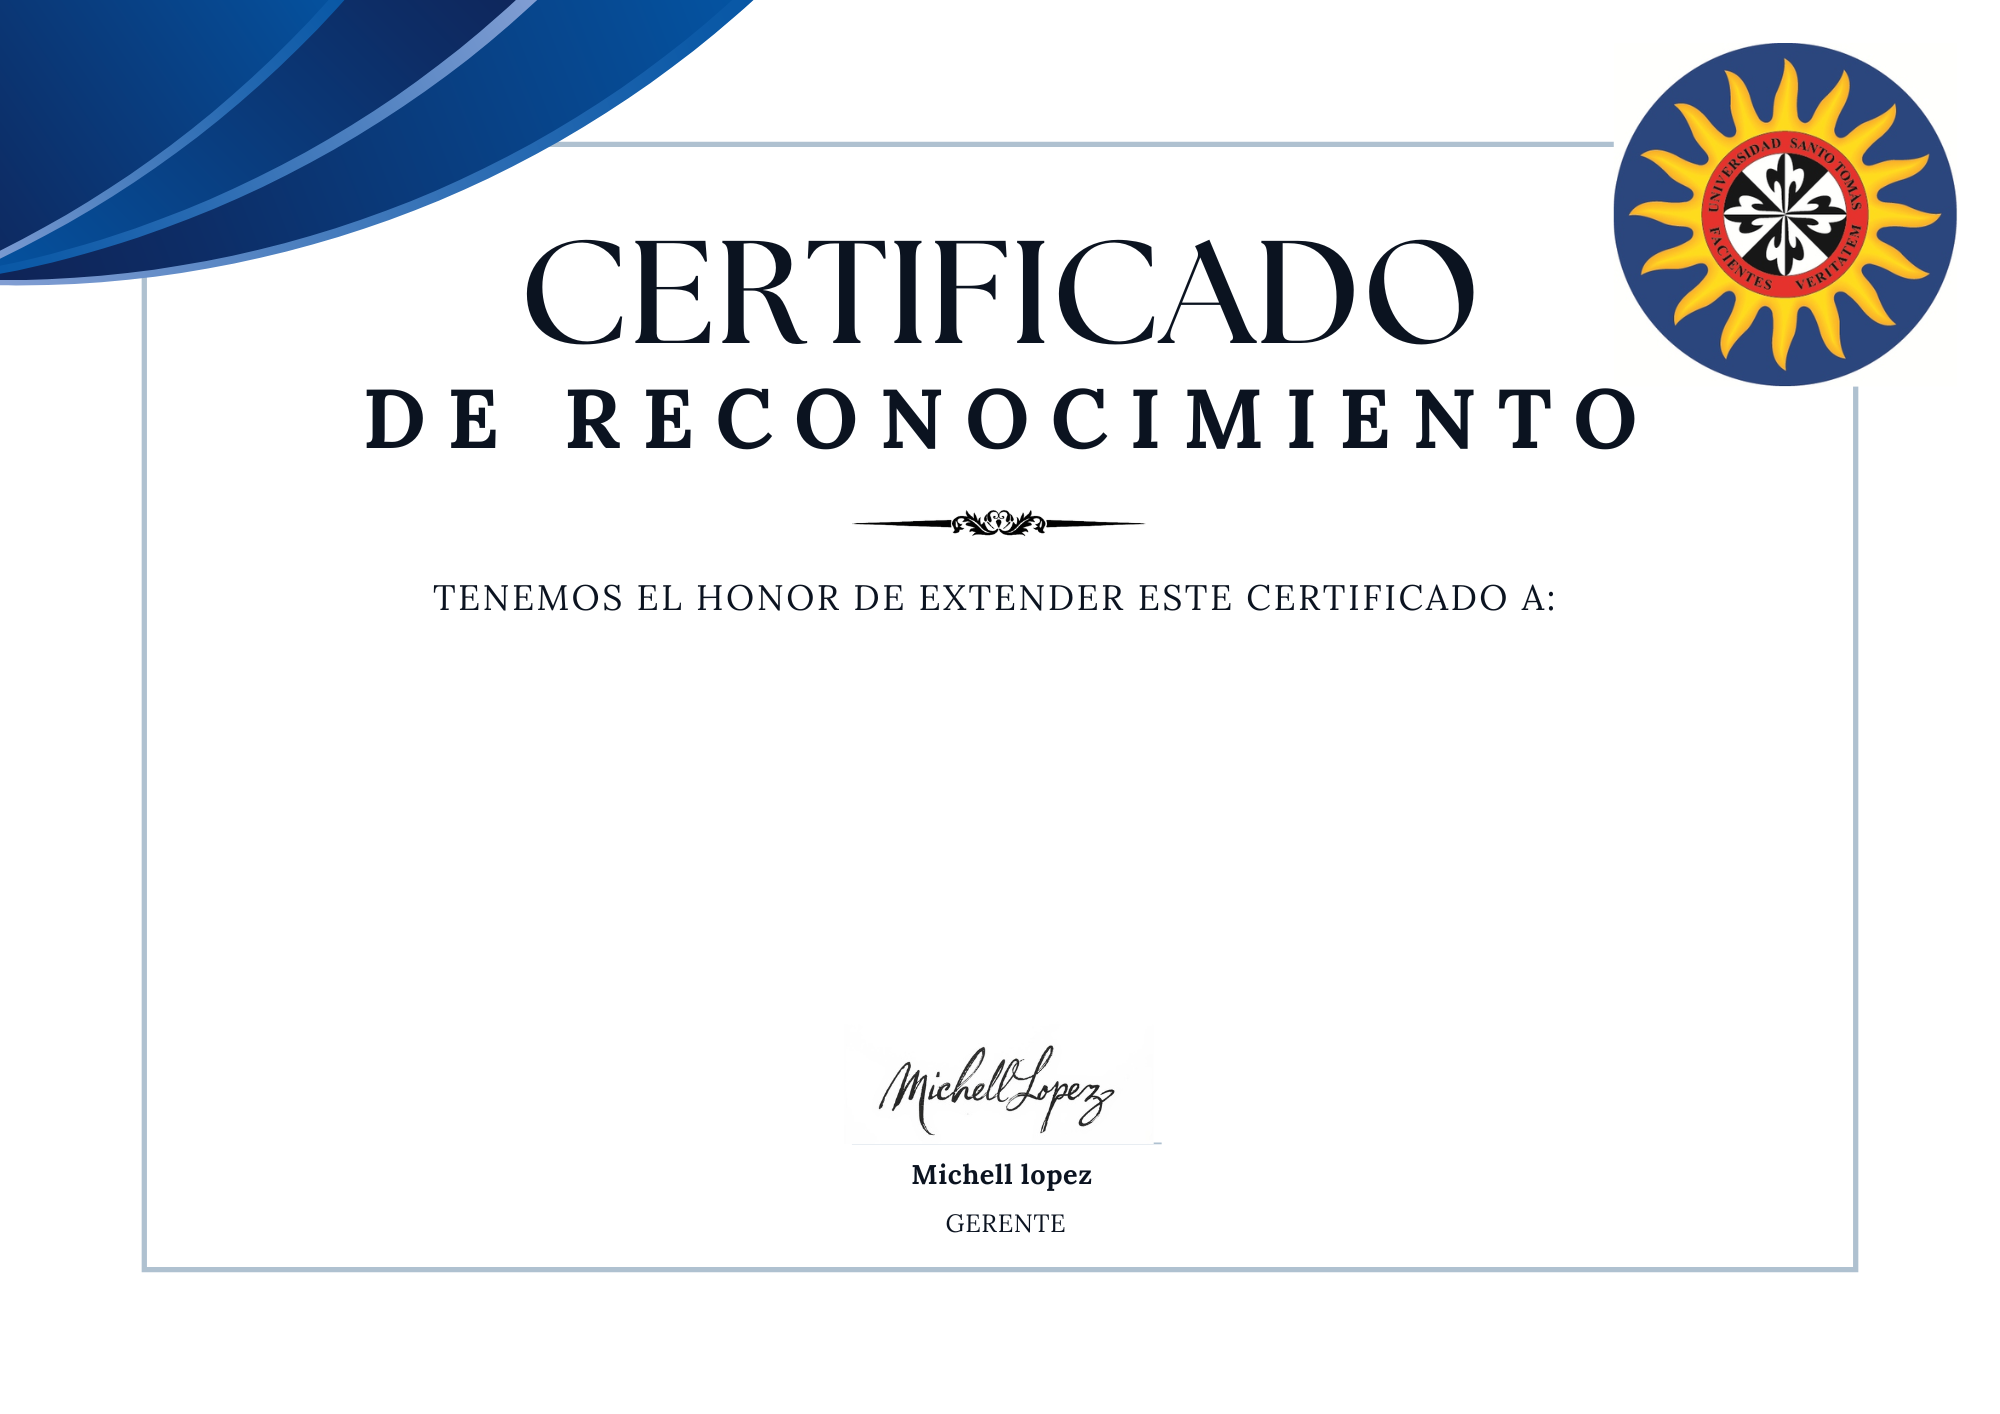 UNIVERSIDAD SANTO TOMÁS
FACIENTES VERITATEM
CERTIFICADO
DE RECONOCIMIENTO
TENEMOS EL HONOR DE EXTENDER ESTE CERTIFICADO A:
Michell Lopez
Michell lopez
GERENTE